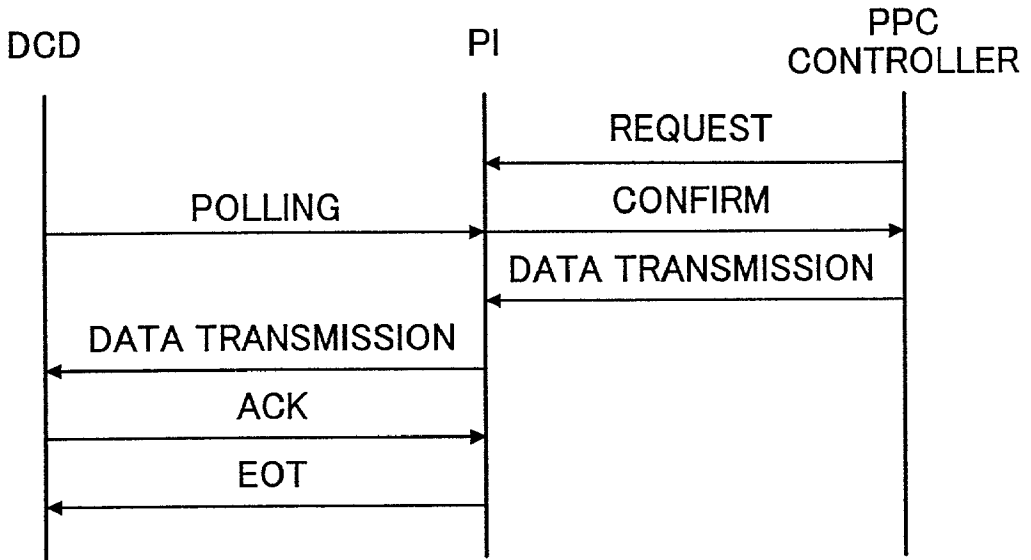 DCD
PI
PPC
CONTROLLER
REQUEST
POLLING
CONFIRM
DATA TRANSMISSION
DATA TRANSMISSION
ACK
EOT